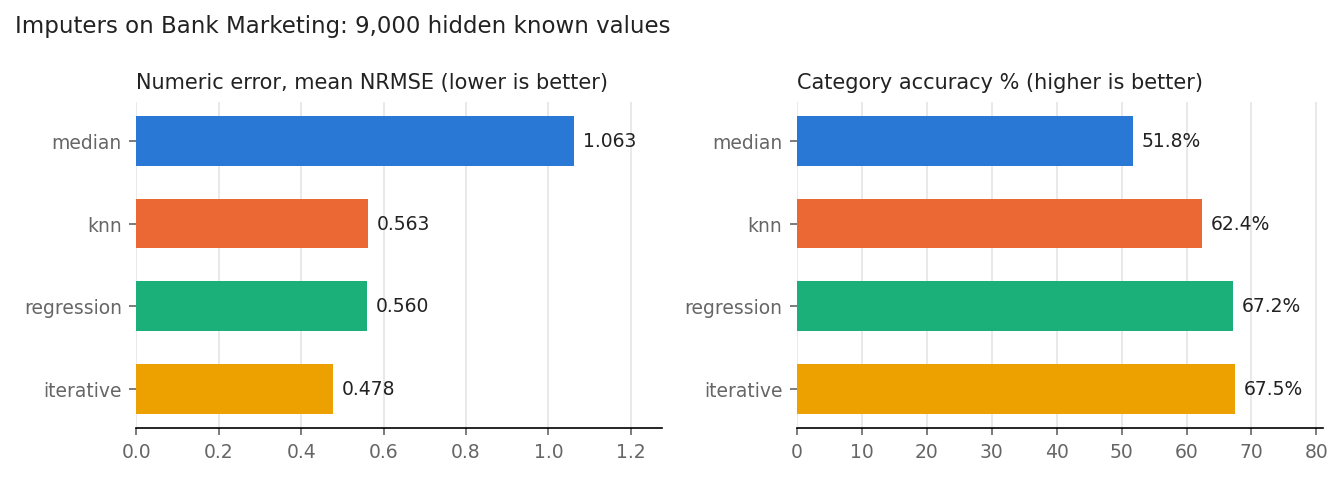 Imputers on Bank Marketing: 9,000 hidden known values
Numeric error, mean NRMSE (lower is better)
median 1.063
knn 0.563
regression 0.560
iterative 0.478
0.0 0.2 0.4 0.6 0.8 1.0 1.2
Category accuracy % (higher is better)
median 51.8%
knn 62.4%
regression 67.2%
iterative 67.5%
0 10 20 30 40 50 60 70 80